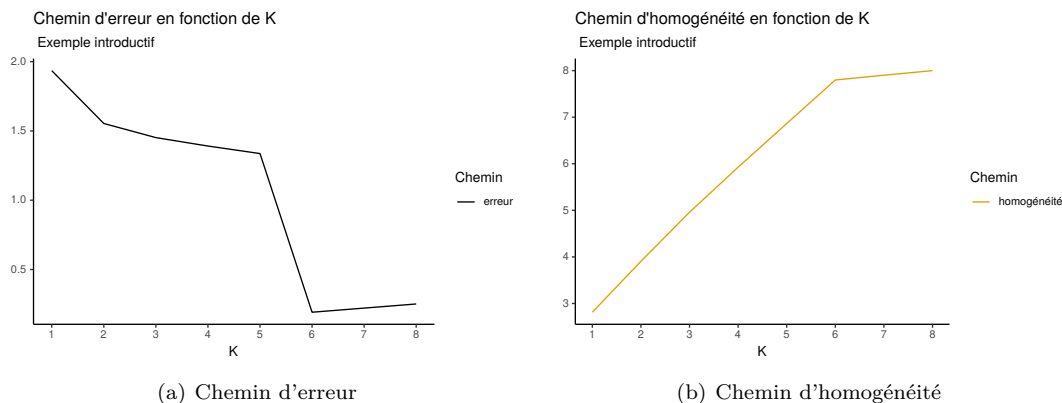 Chemin d'erreur en fonction de K
Exemple introductif
2.0
1.5
1.0
0.5
1 2 3 4 5 6 7 8
K
Chemin
erreur
(a) Chemin d'erreur
Chemin d'homogénéité en fonction de K
Exemple introductif
8
7
6
5
4
3
1 2 3 4 5 6 7 8
K
Chemin
homogénéité
(b) Chemin d'homogénéité